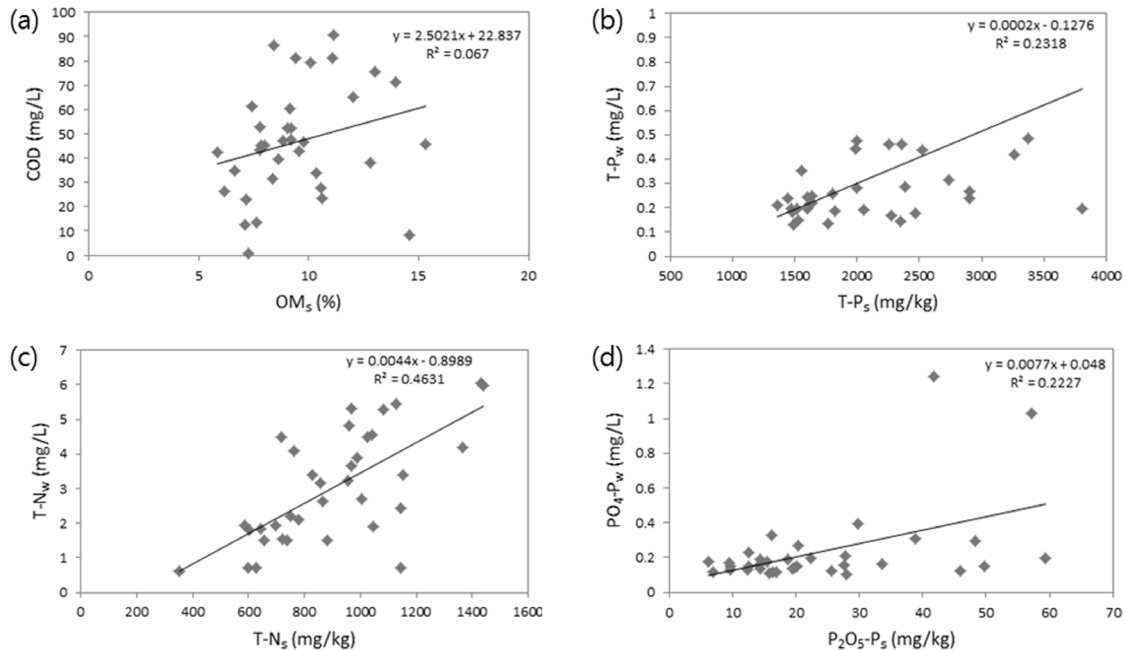 (a)
100
90
80
70
60
50
40
30
20
10
0
COD (mg/L)
y = 2.5021x + 22.837
R² = 0.067
0 5 10 15 20
OMs (%)
(b)
1
0.9
0.8
0.7
0.6
0.5
0.4
0.3
0.2
0.1
0
T-Pw (mg/L)
y = 0.0002x - 0.1276
R² = 0.2318
500 1000 1500 2000 2500 3000 3500 4000
T-Ps (mg/kg)
(c)
7
6
5
4
3
2
1
0
T-Nw (mg/L)
y = 0.0044x - 0.8989
R² = 0.4631
0 200 400 600 800 1000 1200 1400 1600
T-Ns (mg/kg)
(d)
1.4
1.2
1
0.8
0.6
0.4
0.2
0
PO4-Pw (mg/L)
y = 0.0077x + 0.048
R² = 0.2227
0 10 20 30 40 50 60 70
P2O5-Ps (mg/kg)